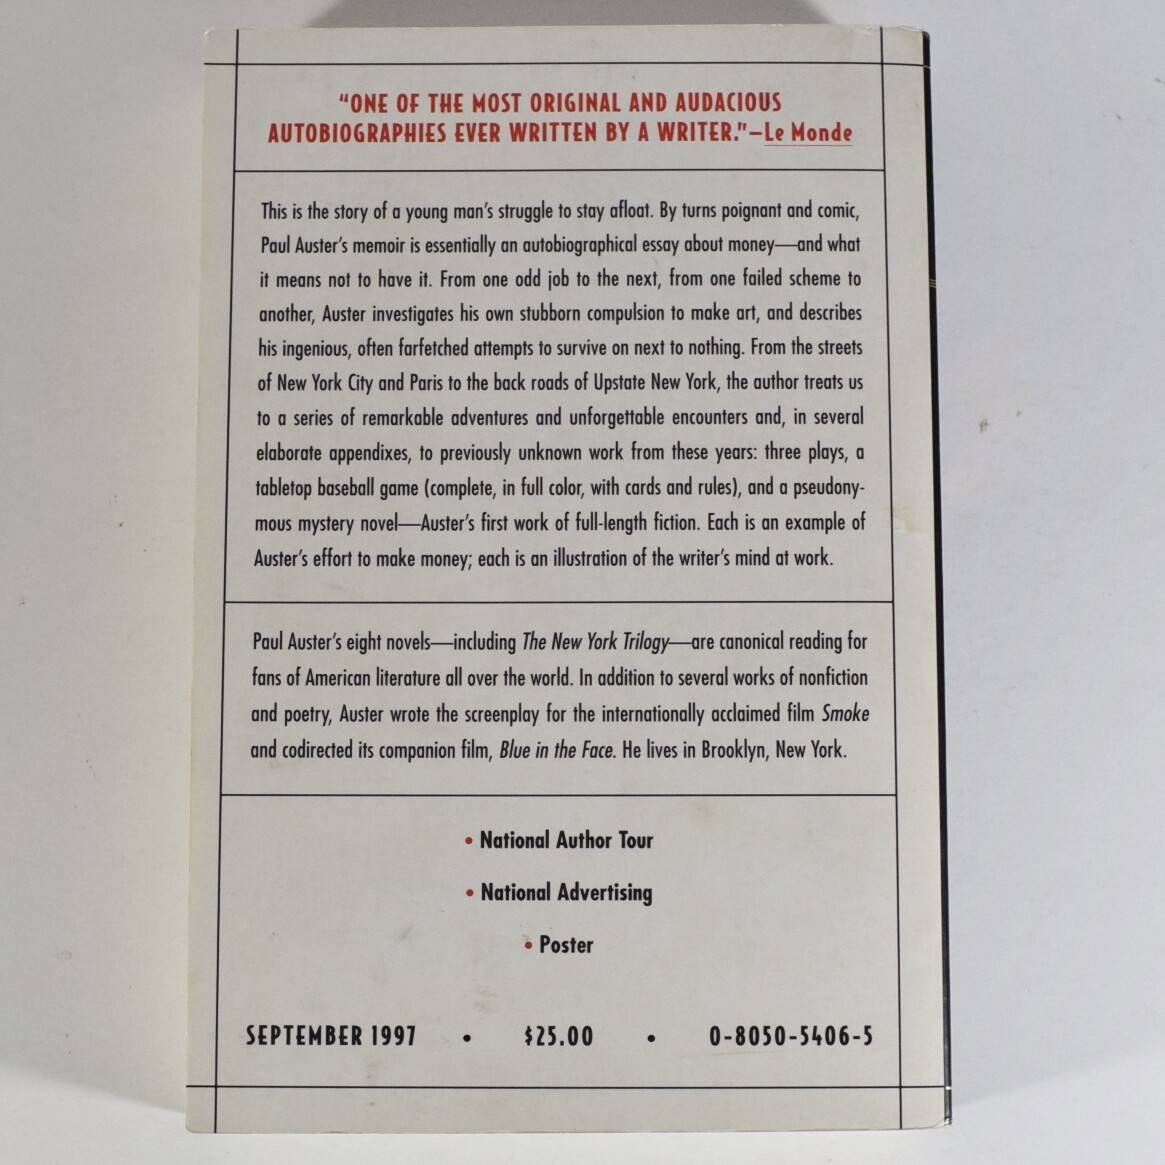 “ONE OF THE MOST ORIGINAL AND AUDACIOUS
AUTOBIOGRAPHIES EVER WRITTEN BY A WRITER.”–Le Monde
This is the story of a young man’s struggle to stay afloat. By turns poignant and comic,
Paul Auster’s memoir is essentially an autobiographical essay about money—and what
it means not to have it. From one odd job to the next, from one failed scheme to
another, Auster investigates his own stubborn compulsion to make art, and describes
his ingenious, often farfetched attempts to survive on next to nothing. From the streets
of New York City and Paris to the back roads of Upstate New York, the author treats us
to a series of remarkable adventures and unforgettable encounters and, in several
elaborate appendixes, to previously unknown work from these years: three plays, a
tabletop baseball game (complete, in full color, with cards and rules), and a pseudony-
mous mystery novel—Auster’s first work of full-length fiction. Each is an example of
Auster’s effort to make money; each is an illustration of the writer’s mind at work.
Paul Auster’s eight novels—including The New York Trilogy—are canonical reading for
fans of American literature all over the world. In addition to several works of nonfiction
and poetry, Auster wrote the screenplay for the internationally acclaimed film Smoke
and codirected its companion film, Blue in the Face. He lives in Brooklyn, New York.
• National Author Tour
• National Advertising
• Poster
SEPTEMBER 1997 • $25.00 • 0-8050-5406-5